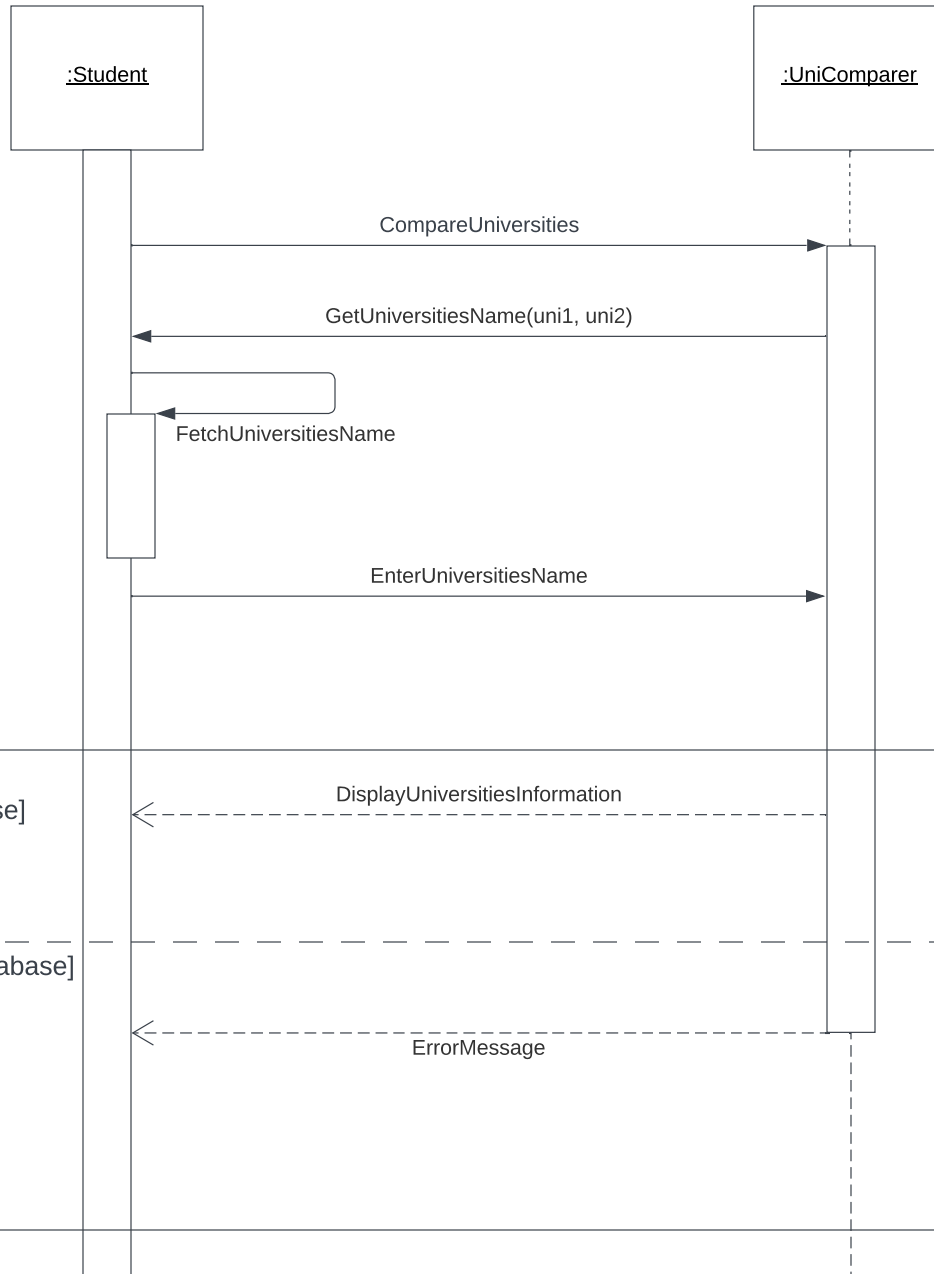 :Student
:UniComparer
CompareUniversities
GetUniversitiesName(uni1, uni2)
FetchUniversitiesName
EnterUniversitiesName
DisplayUniversitiesInformation
se]
abase]
ErrorMessage